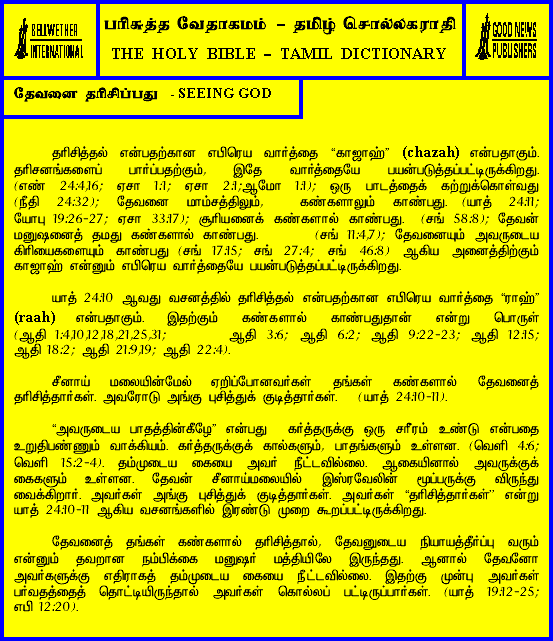 BELLWETHER
INTERNATIONAL
பரிசுத்த வேதாகமம் – தமிழ் சொல்லகராதி
THE HOLY BIBLE – TAMIL DICTIONARY
GOOD NEWS
PUBLISHERS
தேவனை தரிசிப்பது - SEEING GOD
தரிசித்தல் என்பதற்கான எபிரெய வார்த்தை “காஜாஹ்” (chazah) என்பதாகும்.
தரிசனங்களைப் பார்ப்பதற்கும், இதே வார்த்தையே பயன்படுத்தப்பட்டிருக்கிறது.
(எண் 24:4,16; ஏசா 1:1; ஏசா 2:1;ஆமோ 1:1); ஒரு பாடத்தைக் கற்றுக்கொள்வது
(நீதி 24:32); தேவனை மாம்சத்திலும், கண்களாலும் காண்பது. (யாத் 24:11;
யோபு 19:26-27; ஏசா 33:17); சூரியனைக் கண்களால் காண்பது. (சங் 58:8); தேவன்
மனுஷனைத் தமது கண்களால் காண்பது. (சங் 11:4,7); தேவனையும் அவருடைய
கிரியைகளையும் காண்பது (சங் 17:15; சங் 27:4; சங் 46:8) ஆகிய அனைத்திற்கும்
காஜாஹ் என்னும் எபிரெய வார்த்தையே பயன்படுத்தப்பட்டிருக்கிறது.
யாத் 24:10 ஆவது வசனத்தில் தரிசித்தல் என்பதற்கான எபிரெய வார்த்தை “ராஹ்”
(raah) என்பதாகும். இதற்கும் கண்களால் காண்பதுதான் என்று பொருள்
(ஆதி 1:4,10,12,18,21,25,31; ஆதி 3:6; ஆதி 6:2; ஆதி 9:22-23; ஆதி 12:15;
ஆதி 18:2; ஆதி 21:9,19; ஆதி 22:4).
சீனாய் மலையின்மேல் ஏறிப்போனவர்கள் தங்கள் கண்களால் தேவனைத்
தரிசித்தார்கள். அவரோடு அங்கு புசித்துக் குடித்தார்கள். (யாத் 24:10-11).
“அவருடைய பாதத்தின்கீழே” என்பது கர்த்தருக்கு ஒரு சரீரம் உண்டு என்பதை
உறுதிபண்ணும் வாக்கியம். கர்த்தருக்குக் கால்களும், பாதங்களும் உள்ளன. (வெளி 4:6;
வெளி 15:2-4). தம்முடைய கையை அவர் நீட்டவில்லை. ஆகையினால் அவருக்குக்
கைகளும் உள்ளன. தேவன் சீனாய்மலையில் இஸ்ரவேலின் மூப்பருக்கு விருந்து
வைக்கிறார். அவர்கள் அங்கு புசித்துக் குடித்தார்கள். அவர்கள் “தரிசித்தார்கள்” என்று
யாத் 24:10-11 ஆகிய வசனங்களில் இரண்டு முறை கூறப்பட்டிருக்கிறது.
தேவனைத் தங்கள் கண்களால் தரிசித்தால், தேவனுடைய நியாயத்தீர்ப்பு வரும்
என்னும் தவறான நம்பிக்கை மனுஷர் மத்தியிலே இருந்தது. ஆனால் தேவனோ
அவர்களுக்கு எதிராகத் தம்முடைய கையை நீட்டவில்லை. இதற்கு முன்பு அவர்கள்
பர்வதத்தைத் தொட்டியிருந்தால் அவர்கள் கொல்லப் பட்டிருப்பார்கள். (யாத் 19:12-25;
எபி 12:20).